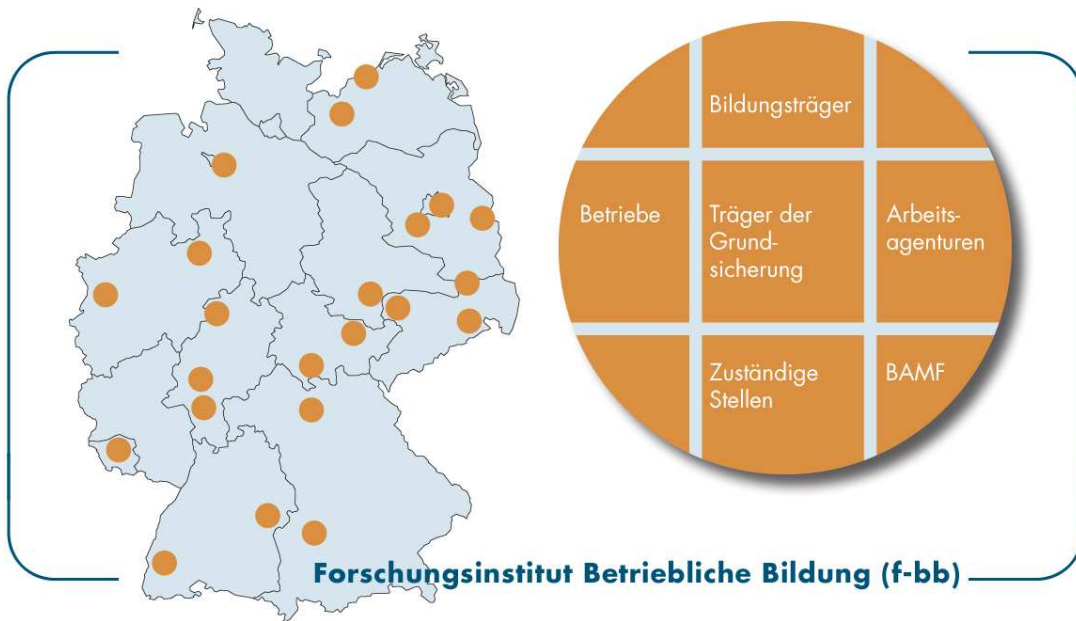 Bildungsträger
Betriebe
Träger der
Grund-
sicherung
Arbeits-
agenturen
Zuständige
Stellen
BAMF
Forschungsinstitut Betriebliche Bildung (f-bb)